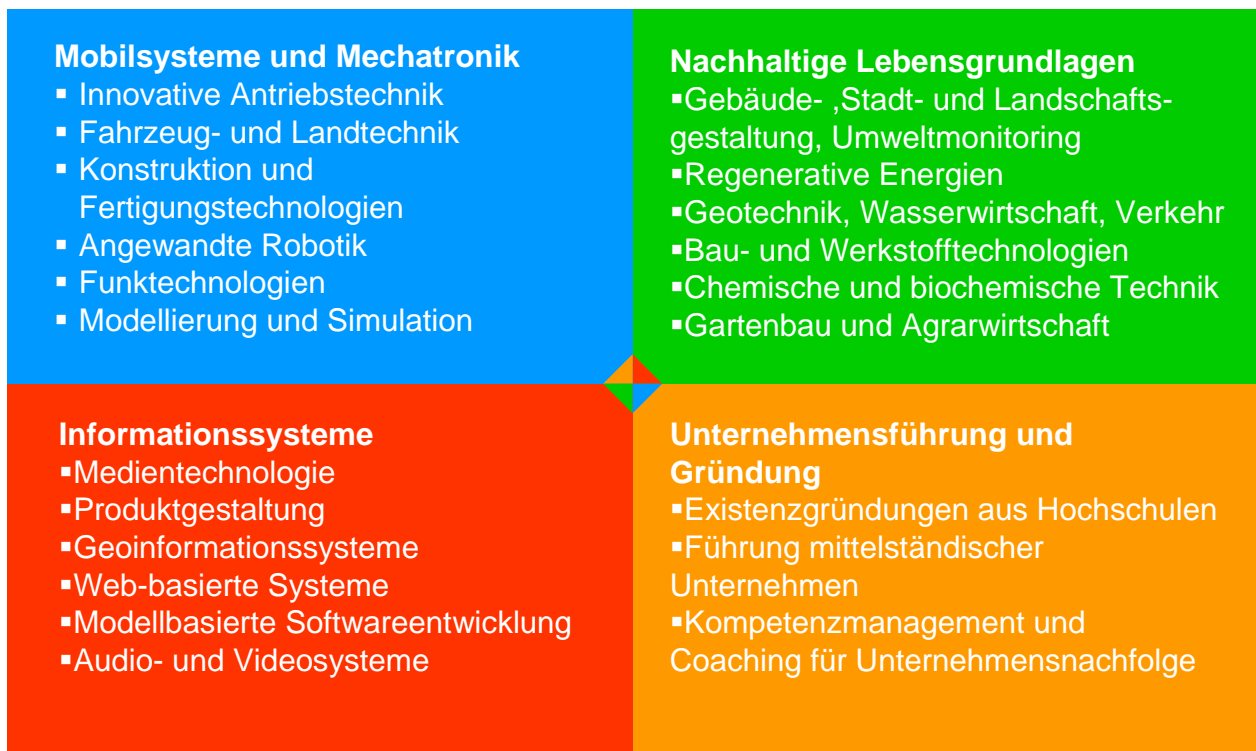 Mobilsysteme und Mechatronik
▪ Innovative Antriebstechnik
▪ Fahrzeug- und Landtechnik
▪ Konstruktion und
Fertigungstechnologien
▪ Angewandte Robotik
▪ Funktechnologien
▪ Modellierung und Simulation
Nachhaltige Lebensgrundlagen
▪Gebäude- ,Stadt- und Landschafts-
gestaltung, Umweltmonitoring
▪Regenerative Energien
▪Geotechnik, Wasserwirtschaft, Verkehr
▪Bau- und Werkstofftechnologien
▪Chemische und biochemische Technik
▪Gartenbau und Agrarwirtschaft
Informationssysteme
▪Medientechnologie
▪Produktgestaltung
▪Geoinformationssysteme
▪Web-basierte Systeme
▪Modellbasierte Softwareentwicklung
▪Audio- und Videosysteme
Unternehmensführung und
Gründung
▪Existenzgründungen aus Hochschulen
▪Führung mittelständischer
Unternehmen
▪Kompetenzmanagement und
Coaching für Unternehmensnachfolge